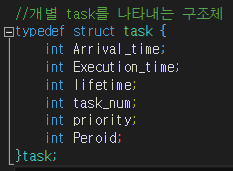 //개별 task를 나타내는 구조체
typedef struct task {
int Arrival_time;
int Execution_time;
int lifetime;
int task_num;
int priority;
int Peroid;
}task;